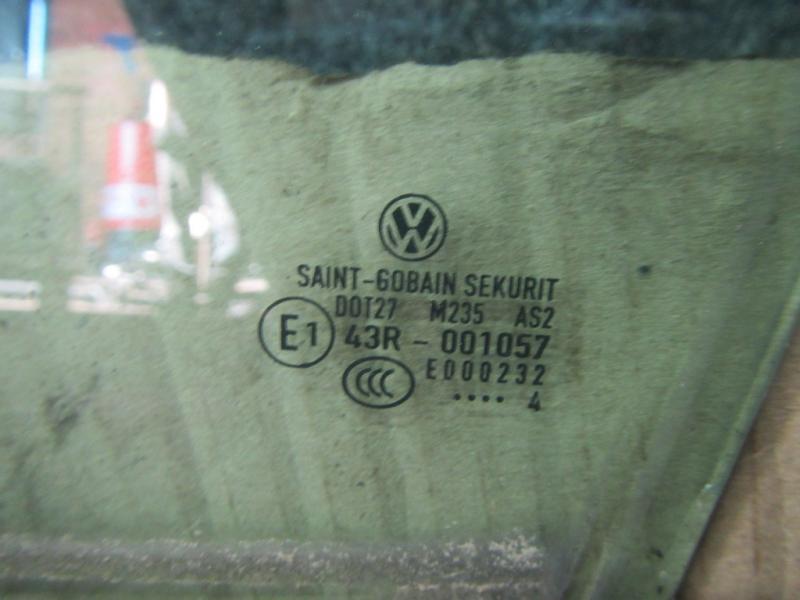 SAINT-GOBAIN SEKURIT
DOT27 M235 AS2
E1 43R - 001057
CCC E000232
.... 4